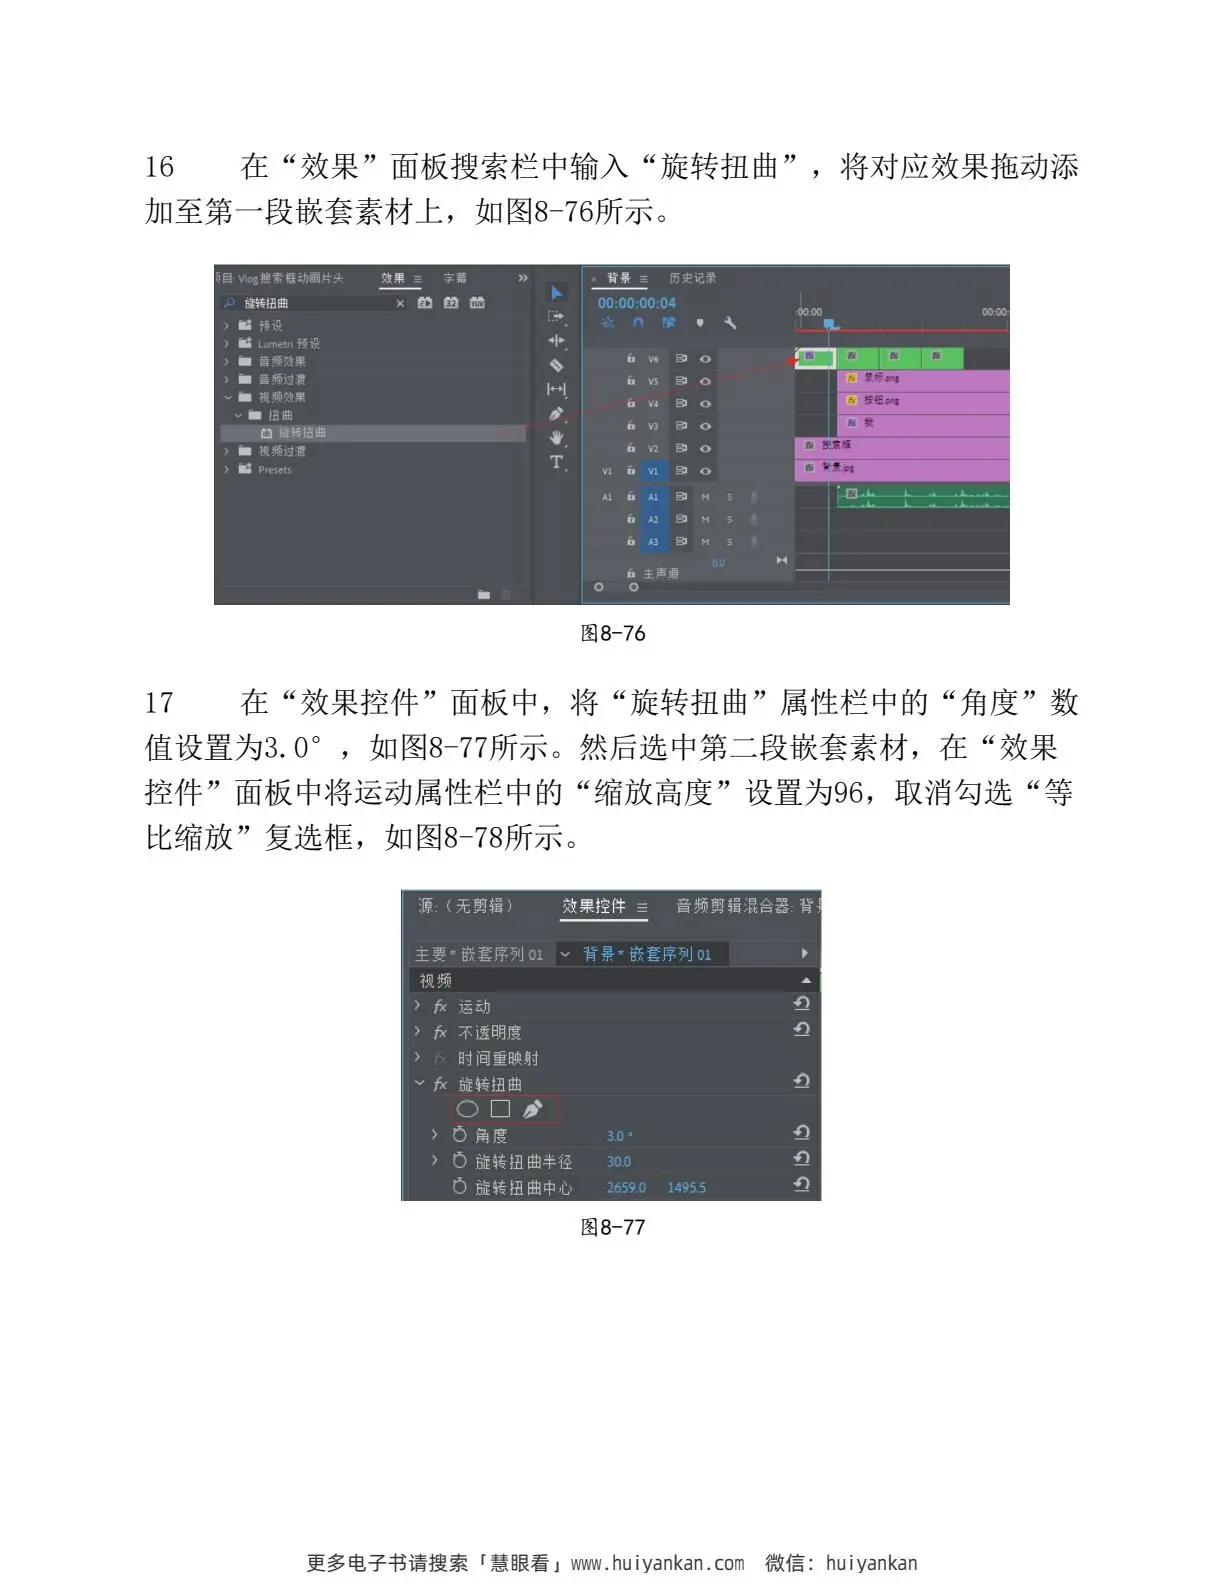 16 在“效果”面板搜索栏中输入“旋转扭曲”，将对应效果拖动添
加至第一段嵌套素材上，如图8-76所示。
项目: Vlog搜索框动画片头 效果 字幕
旋转扭曲
预设
Lumetri 预设
音频效果
音频过渡
视频效果
扭曲
旋转扭曲
视频过渡
Presets
背景 历史记录
00:00:00:04
:00:00 00:00:
V6
V5 鼠标.png
V4 按钮.png
V3 我
V2 搜索框
V1 V1 背景.jpg
A1 A1 M S
A2 M S
A3 M S
主声道 0.0
图8-76
17 在“效果控件”面板中，将“旋转扭曲”属性栏中的“角度”数
值设置为3.0°，如图8-77所示。然后选中第二段嵌套素材，在“效果
控件”面板中将运动属性栏中的“缩放高度”设置为96，取消勾选“等
比缩放”复选框，如图8-78所示。
源:（无剪辑） 效果控件 音频剪辑混合器: 背景
主要*嵌套序列 01 背景*嵌套序列 01
视频
fx 运动
fx 不透明度
fx 时间重映射
fx 旋转扭曲
角度 3.0 °
旋转扭曲半径 30.0
旋转扭曲中心 2659.0 1495.5
图8-77
更多电子书请搜索「慧眼看」www.huiyankan.com 微信：huiyankan